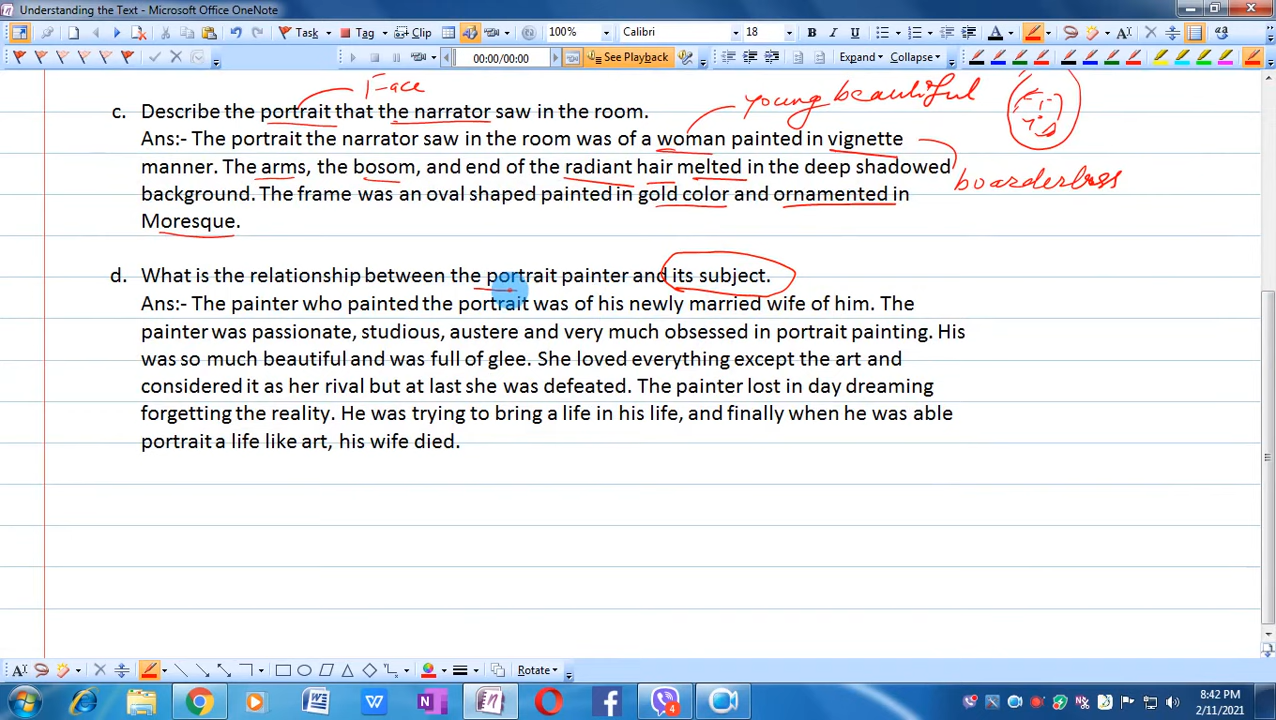 Understanding the Text - Microsoft Office OneNote
Task Tag Clip 100% Calibri 18 B I U A
00:00/00:00 See Playback Expand Collapse
Face
young beautiful
c. Describe the portrait that the narrator saw in the room.
Ans:- The portrait the narrator saw in the room was of a woman painted in vignette
manner. The arms, the bosom, and end of the radiant hair melted in the deep shadowed
boarderless
background. The frame was an oval shaped painted in gold color and ornamented in
Moresque.
d. What is the relationship between the portrait painter and its subject.
Ans:- The painter who painted the portrait was of his newly married wife of him. The
painter was passionate, studious, austere and very much obsessed in portrait painting. His
was so much beautiful and was full of glee. She loved everything except the art and
considered it as her rival but at last she was defeated. The painter lost in day dreaming
forgetting the reality. He was trying to bring a life in his life, and finally when he was able
portrait a life like art, his wife died.
Rotate
4
8:42 PM
2/11/2021